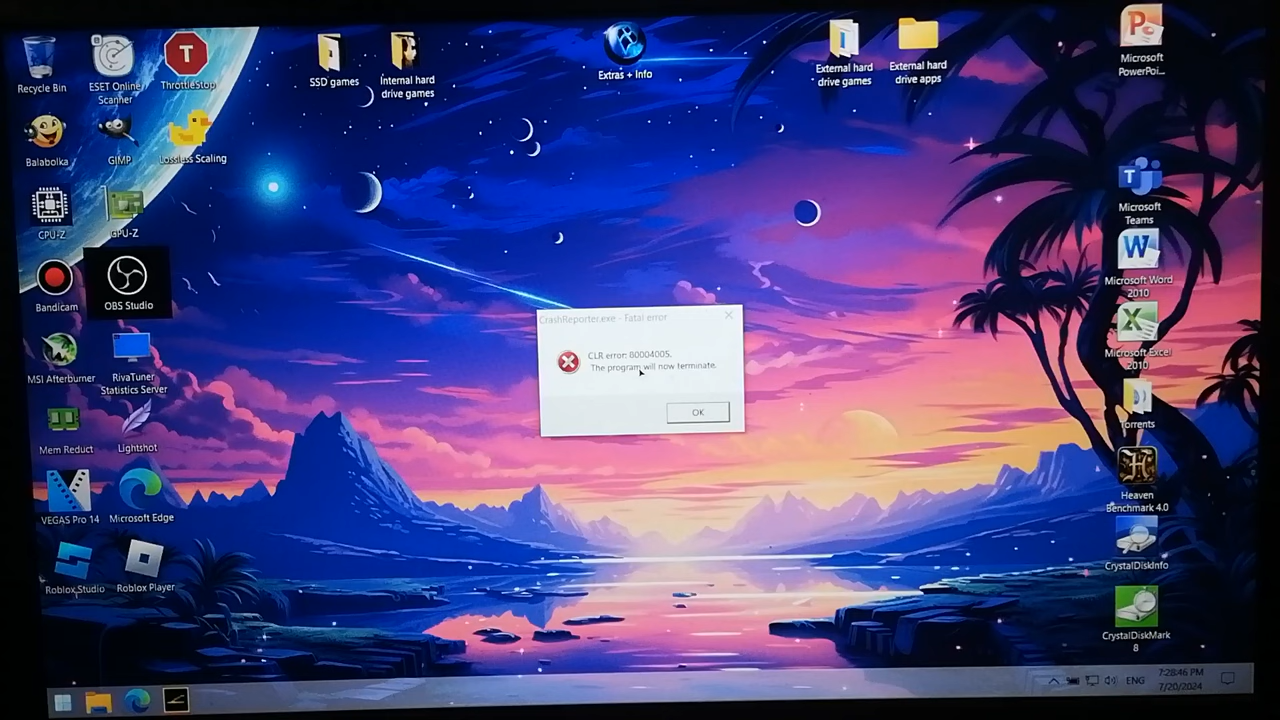 Recycle Bin
ESET Online
Scanner
ThrottleStop
SSD games
Internal hard
drive games
Extras + Info
External hard
drive games
External hard
drive apps
Microsoft
PowerPoi...
Balabolka
GIMP
Lossless Scaling
CPU-Z
GPU-Z
Microsoft
Teams
Bandicam
OBS Studio
Microsoft Word
2010
CrashReporter.exe - Fatal error
CLR error: 80004005.
The program will now terminate.
OK
MSI Afterburner
RivaTuner
Statistics Server
Microsoft Excel
2010
Mem Reduct
Lightshot
Torrents
VEGAS Pro 14
Microsoft Edge
Heaven
Benchmark 4.0
Roblox Studio
Roblox Player
CrystalDiskInfo
CrystalDiskMark
8
ENG
7:28:46 PM
7/20/2024